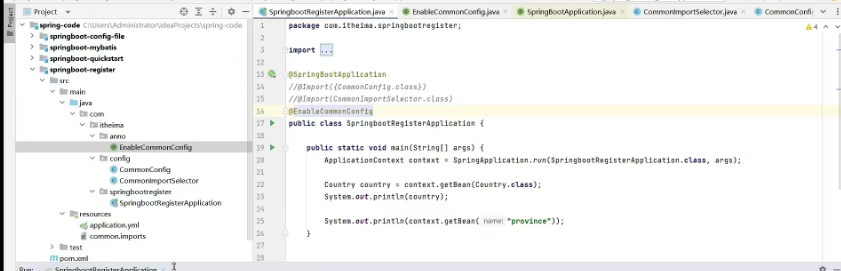 Project
Project
SpringbootRegisterApplication.java
EnableCommonConfig.java
SpringBootApplication.java
CommonImportSelector.java
CommonConfi
spring-code C:\Users\Administrator\IdeaProjects\spring-code
springboot-config-file
springboot-mybatis
springboot-quickstart
springboot-register
src
main
java
com
itheima
anno
EnableCommonConfig
config
CommonConfig
CommonImportSelector
springbootregister
SpringbootRegisterApplication
resources
application.yml
common.imports
test
pom.xml
4
1 package com.itheima.springbootregister;
2
3 import ...
12
13 @SpringBootApplication
14 //@Import({CommonConfig.class})
15 //@Import(CommonImportSelector.class)
16 @EnableCommonConfig
17 public class SpringbootRegisterApplication {
18
19 public static void main(String[] args) {
20 ApplicationContext context = SpringApplication.run(SpringbootRegisterApplication.class, args);
21
22 Country country = context.getBean(Country.class);
23 System.out.println(country);
24
25 System.out.println(context.getBean( name: "province"));
26 }
27
28
Run:
SpringbootRegisterApplication